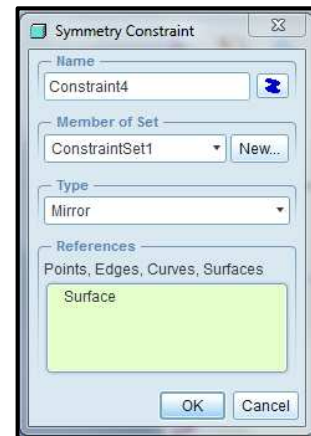 Symmetry Constraint
Name
Constraint4
Member of Set
ConstraintSet1 New...
Type
Mirror
References
Points, Edges, Curves, Surfaces
Surface
OK Cancel